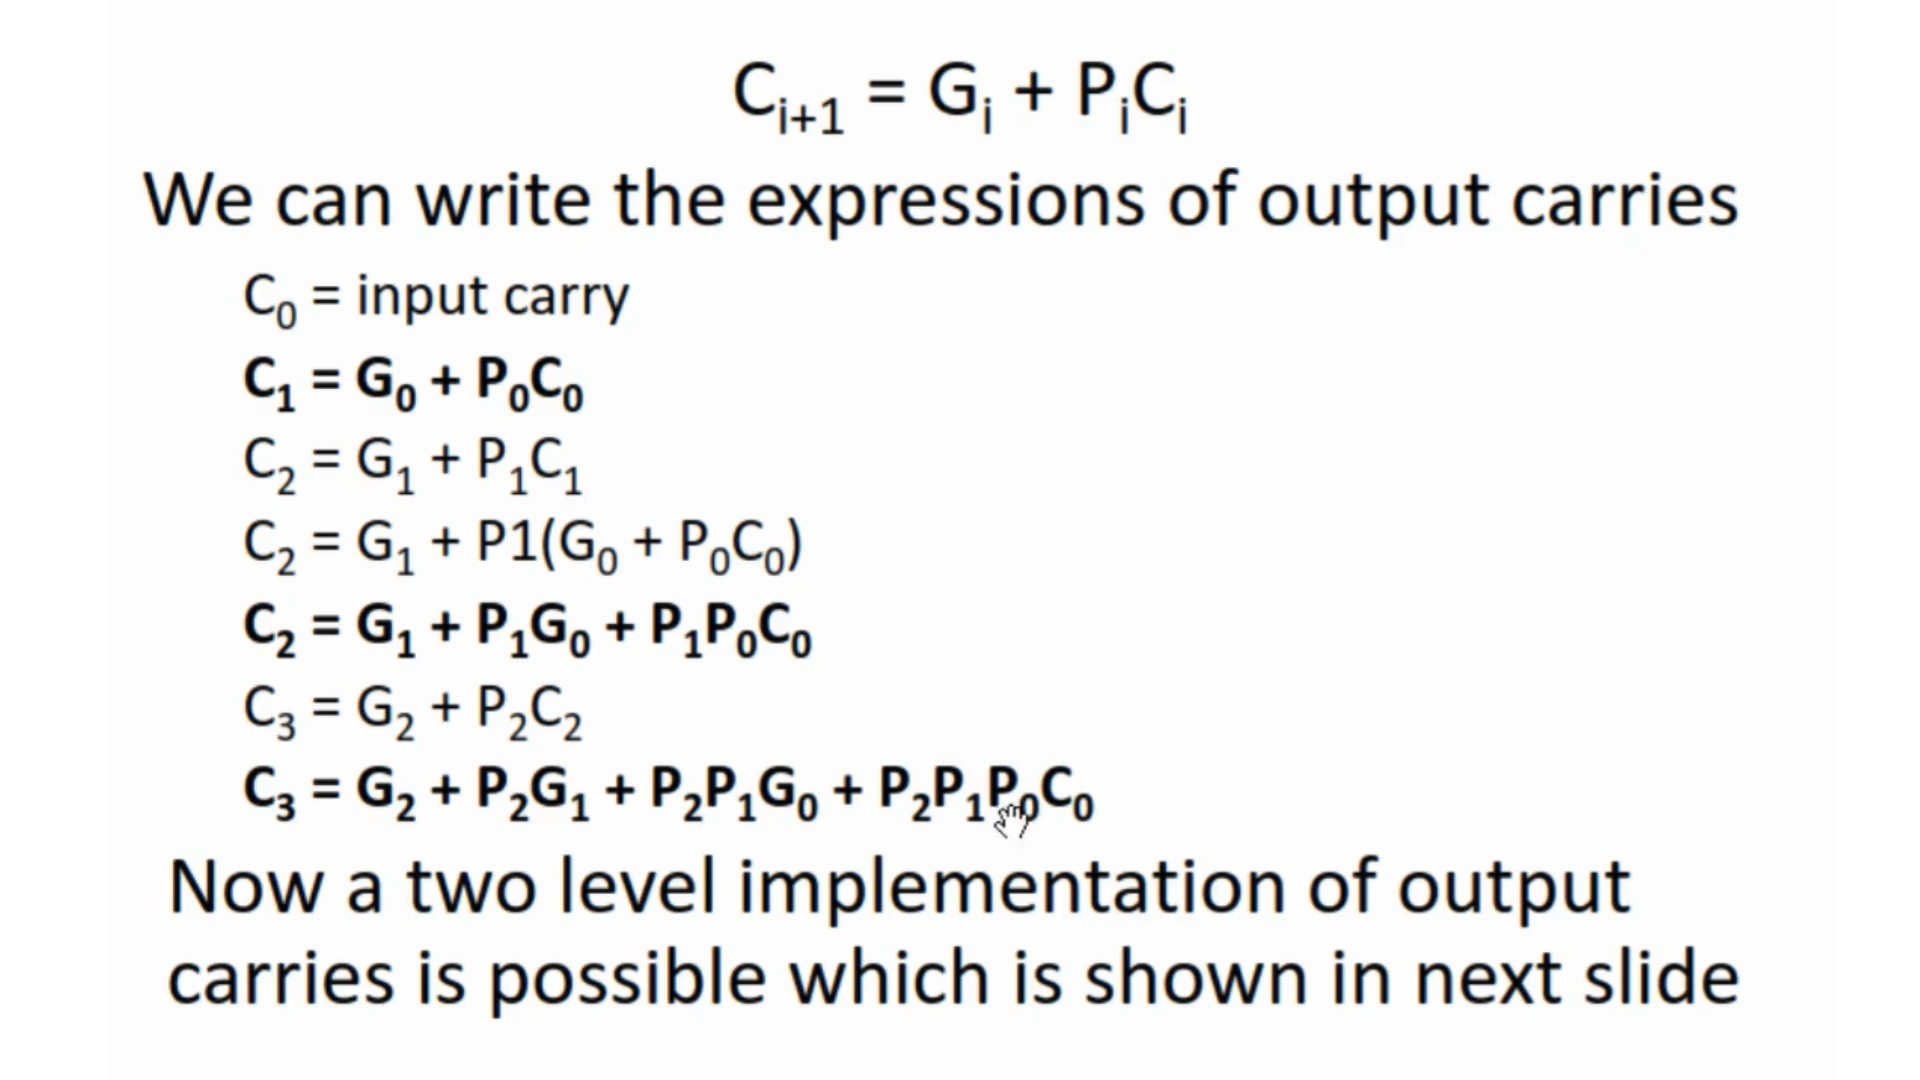 Cᵢ₊₁ = Gᵢ + PᵢCᵢ
We can write the expressions of output carries
C₀ = input carry
C₁ = G₀ + P₀C₀
C₂ = G₁ + P₁C₁
C₂ = G₁ + P1(G₀ + P₀C₀)
C₂ = G₁ + P₁G₀ + P₁P₀C₀
C₃ = G₂ + P₂C₂
C₃ = G₂ + P₂G₁ + P₂P₁G₀ + P₂P₁P₀C₀
Now a two level implementation of output
carries is possible which is shown in next slide